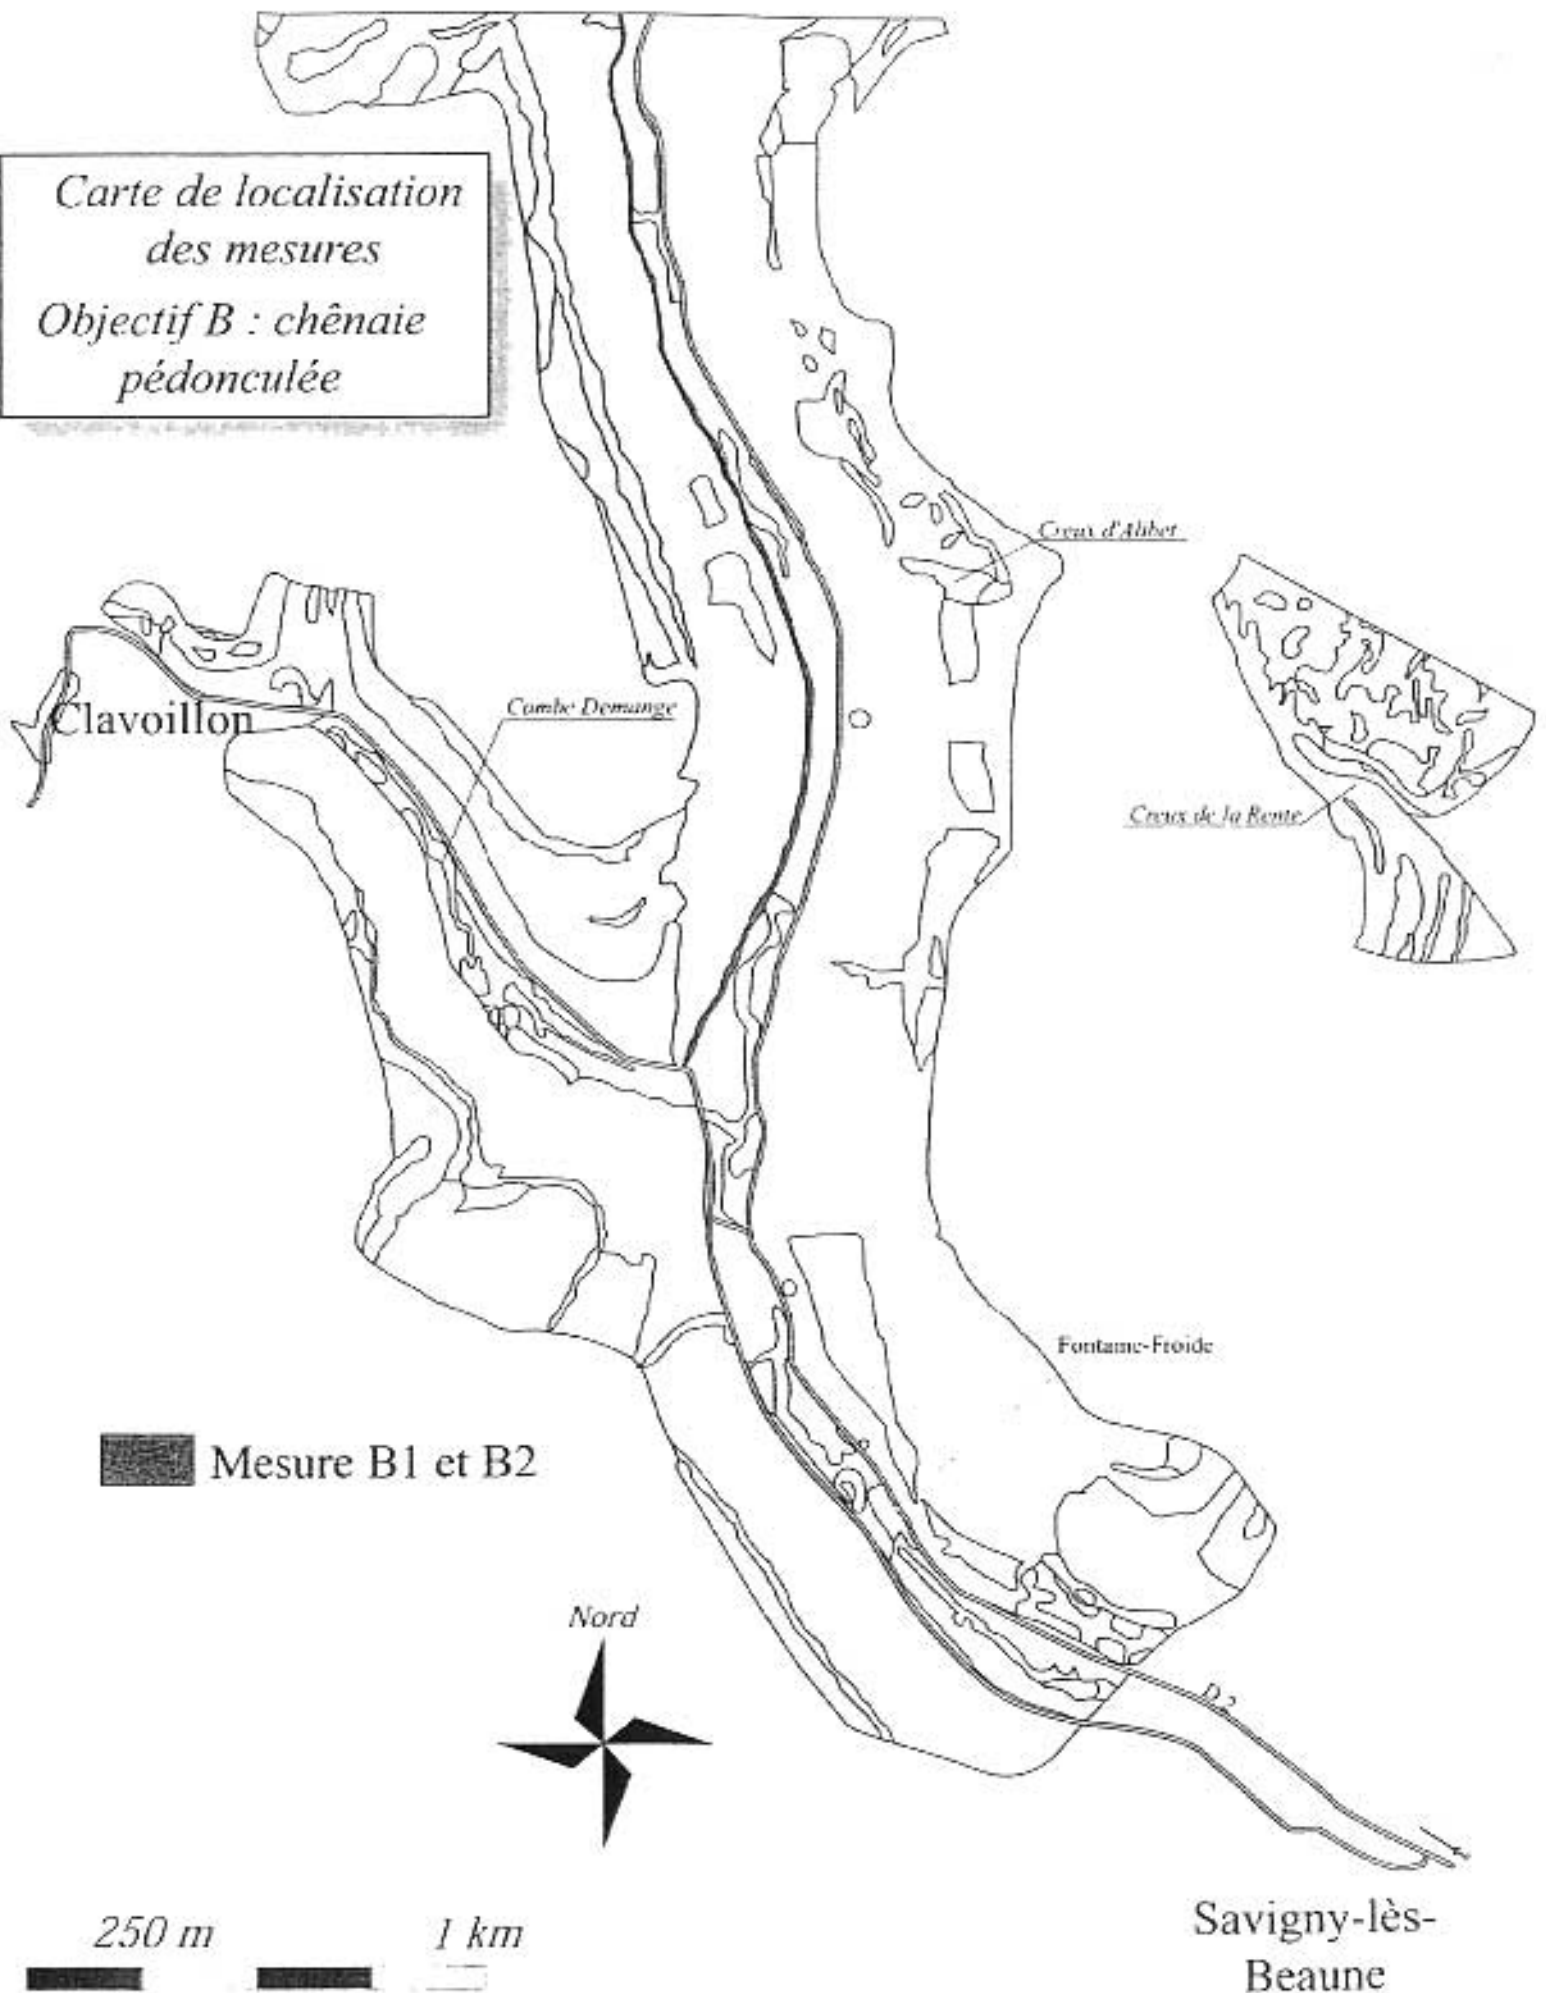 Carte de localisation
des mesures
Objectif B : chênaie
pédonculée
Creux d'Alibet
Clavoillon
Combe Demange
Creux de la Rente
Fontaine-Froide
Mesure B1 et B2
Nord
D 2
250 m
1 km
Savigny-lès-
Beaune